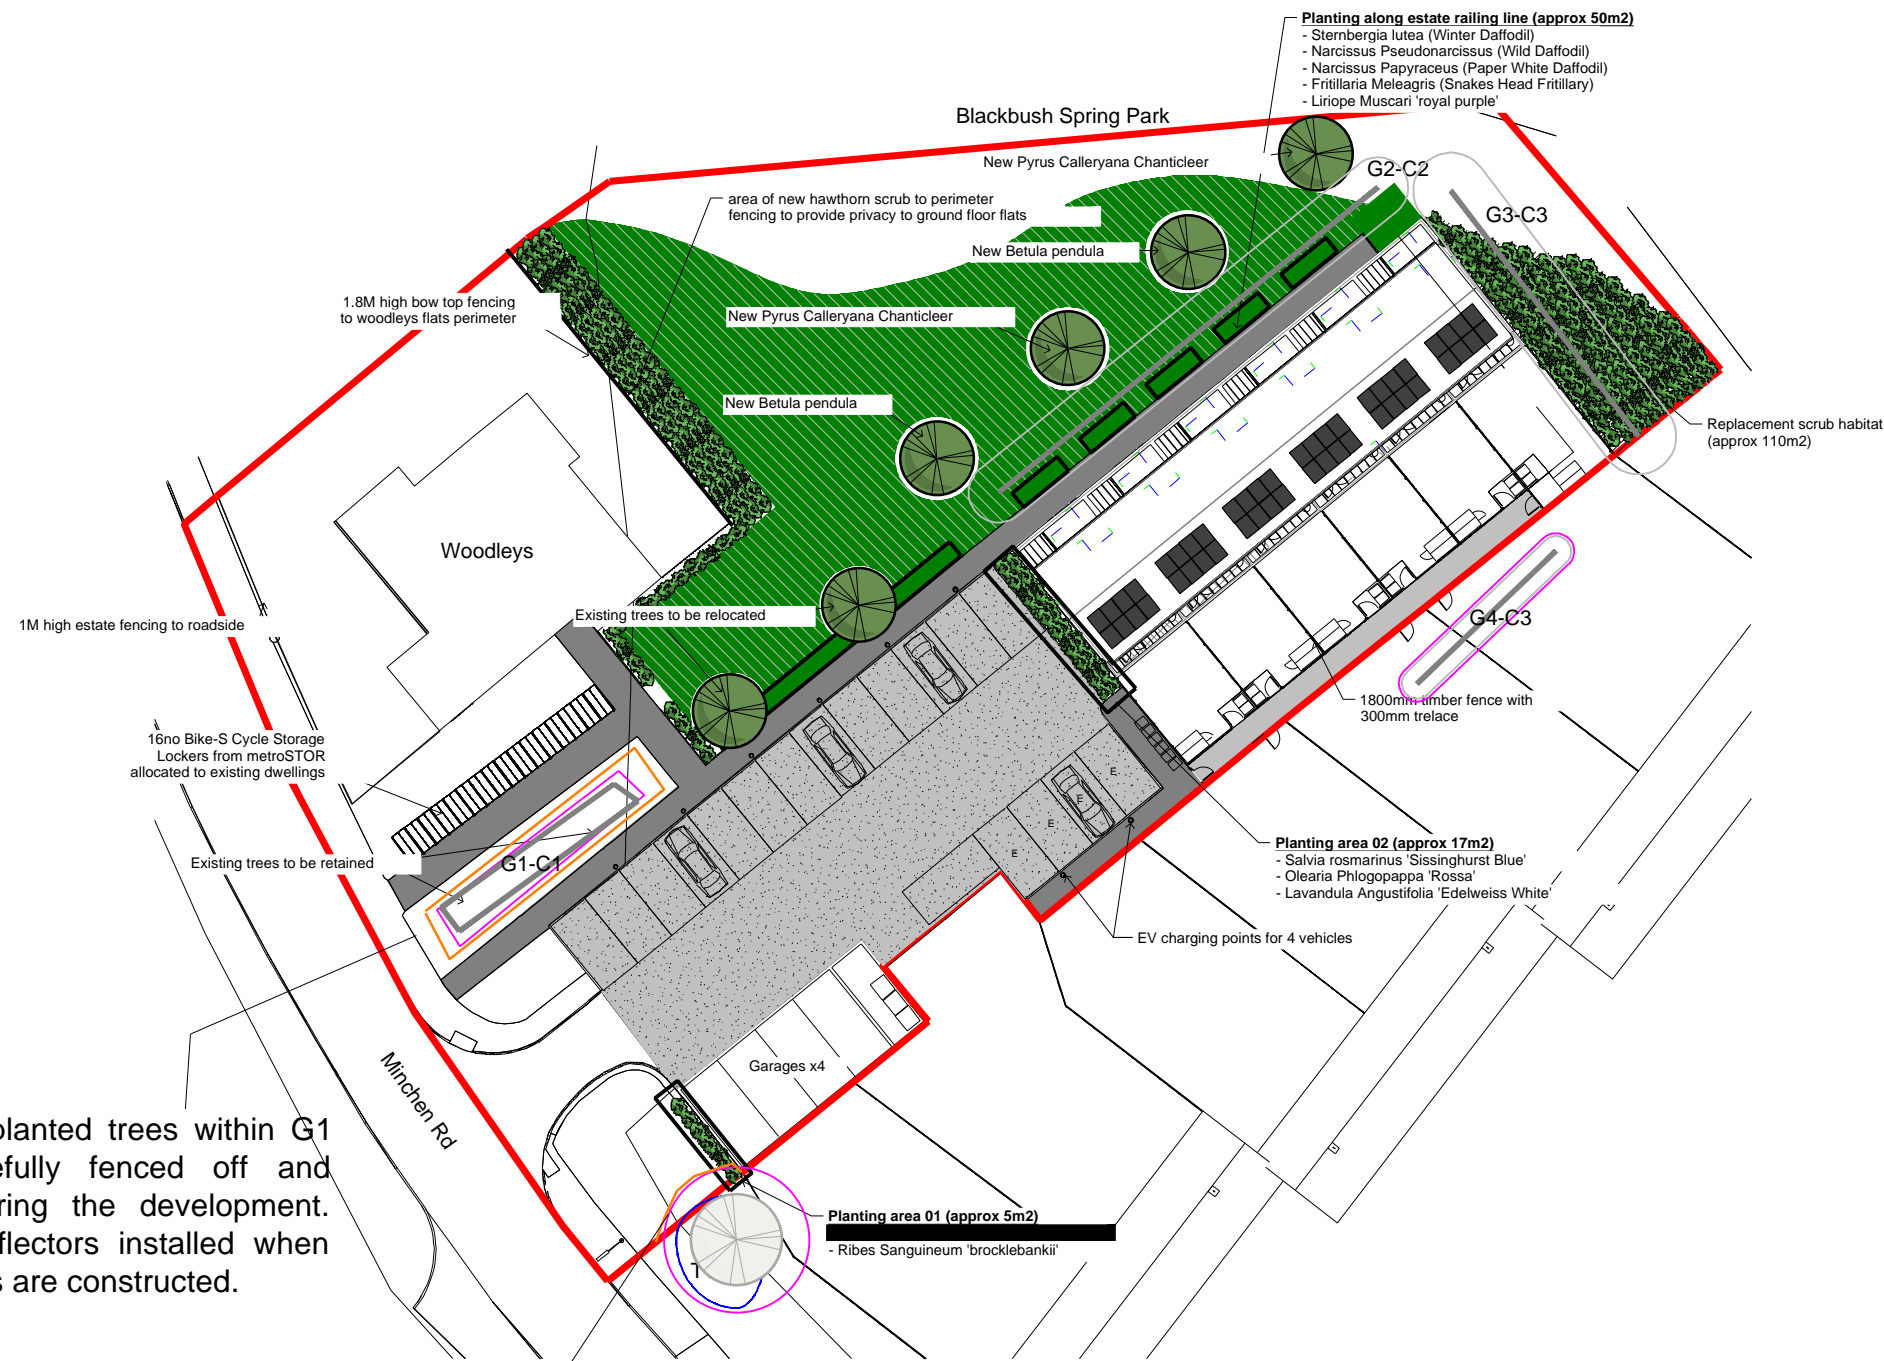 Planting along estate railing line (approx 50m2)
- Sternbergia lutea (Winter Daffodil)
- Narcissus Pseudonarcissus (Wild Daffodil)
- Narcissus Papyraceus (Paper White Daffodil)
- Fritillaria Meleagris (Snakes Head Fritillary)
- Liriope Muscari 'royal purple'
Blackbush Spring Park
New Pyrus Calleryana Chanticleer
G2-C2
G3-C3
area of new hawthorn scrub to perimeter
fencing to provide privacy to ground floor flats
New Betula pendula
1.8M high bow top fencing
to woodleys flats perimeter
New Pyrus Calleryana Chanticleer
New Betula pendula
Replacement scrub habitat
(approx 110m2)
Woodleys
Existing trees to be relocated
1M high estate fencing to roadside
G4-C3
1800mm timber fence with
300mm trelace
16no Bike-S Cycle Storage
Lockers from metroSTOR
allocated to existing dwellings
E
E
E
E
Existing trees to be retained
G1-C1
Planting area 02 (approx 17m2)
- Salvia rosmarinus 'Sissinghurst Blue'
- Olearia Phlogopappa 'Rossa'
- Lavandula Angustifolia 'Edelweiss White'
EV charging points for 4 vehicles
Garages x4
Minchen Rd
planted trees within G1
efully fenced off and
ring the development.
flectors installed when
s are constructed.
Planting area 01 (approx 5m2)
- Ribes Sanguineum 'brocklebankii'
T